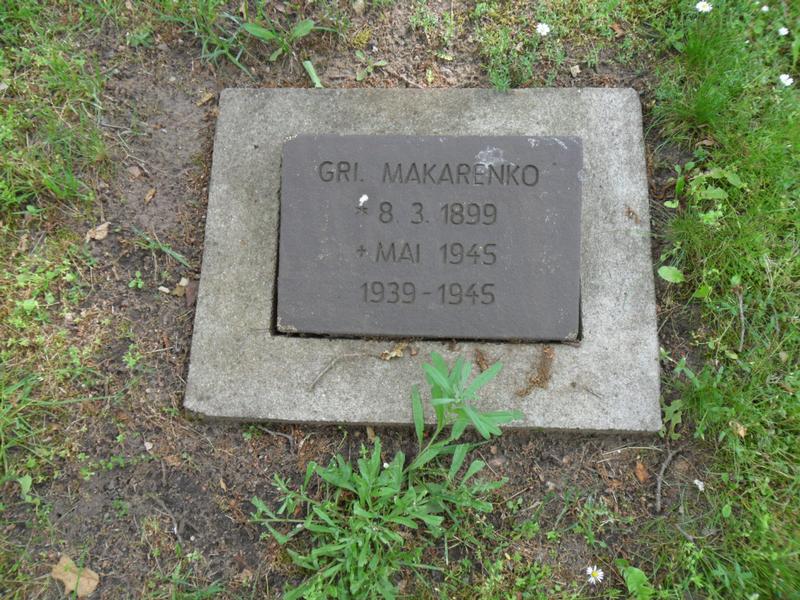 GRI. MAKARENKO
* 8. 3. 1899
+ MAI 1945
1939 - 1945